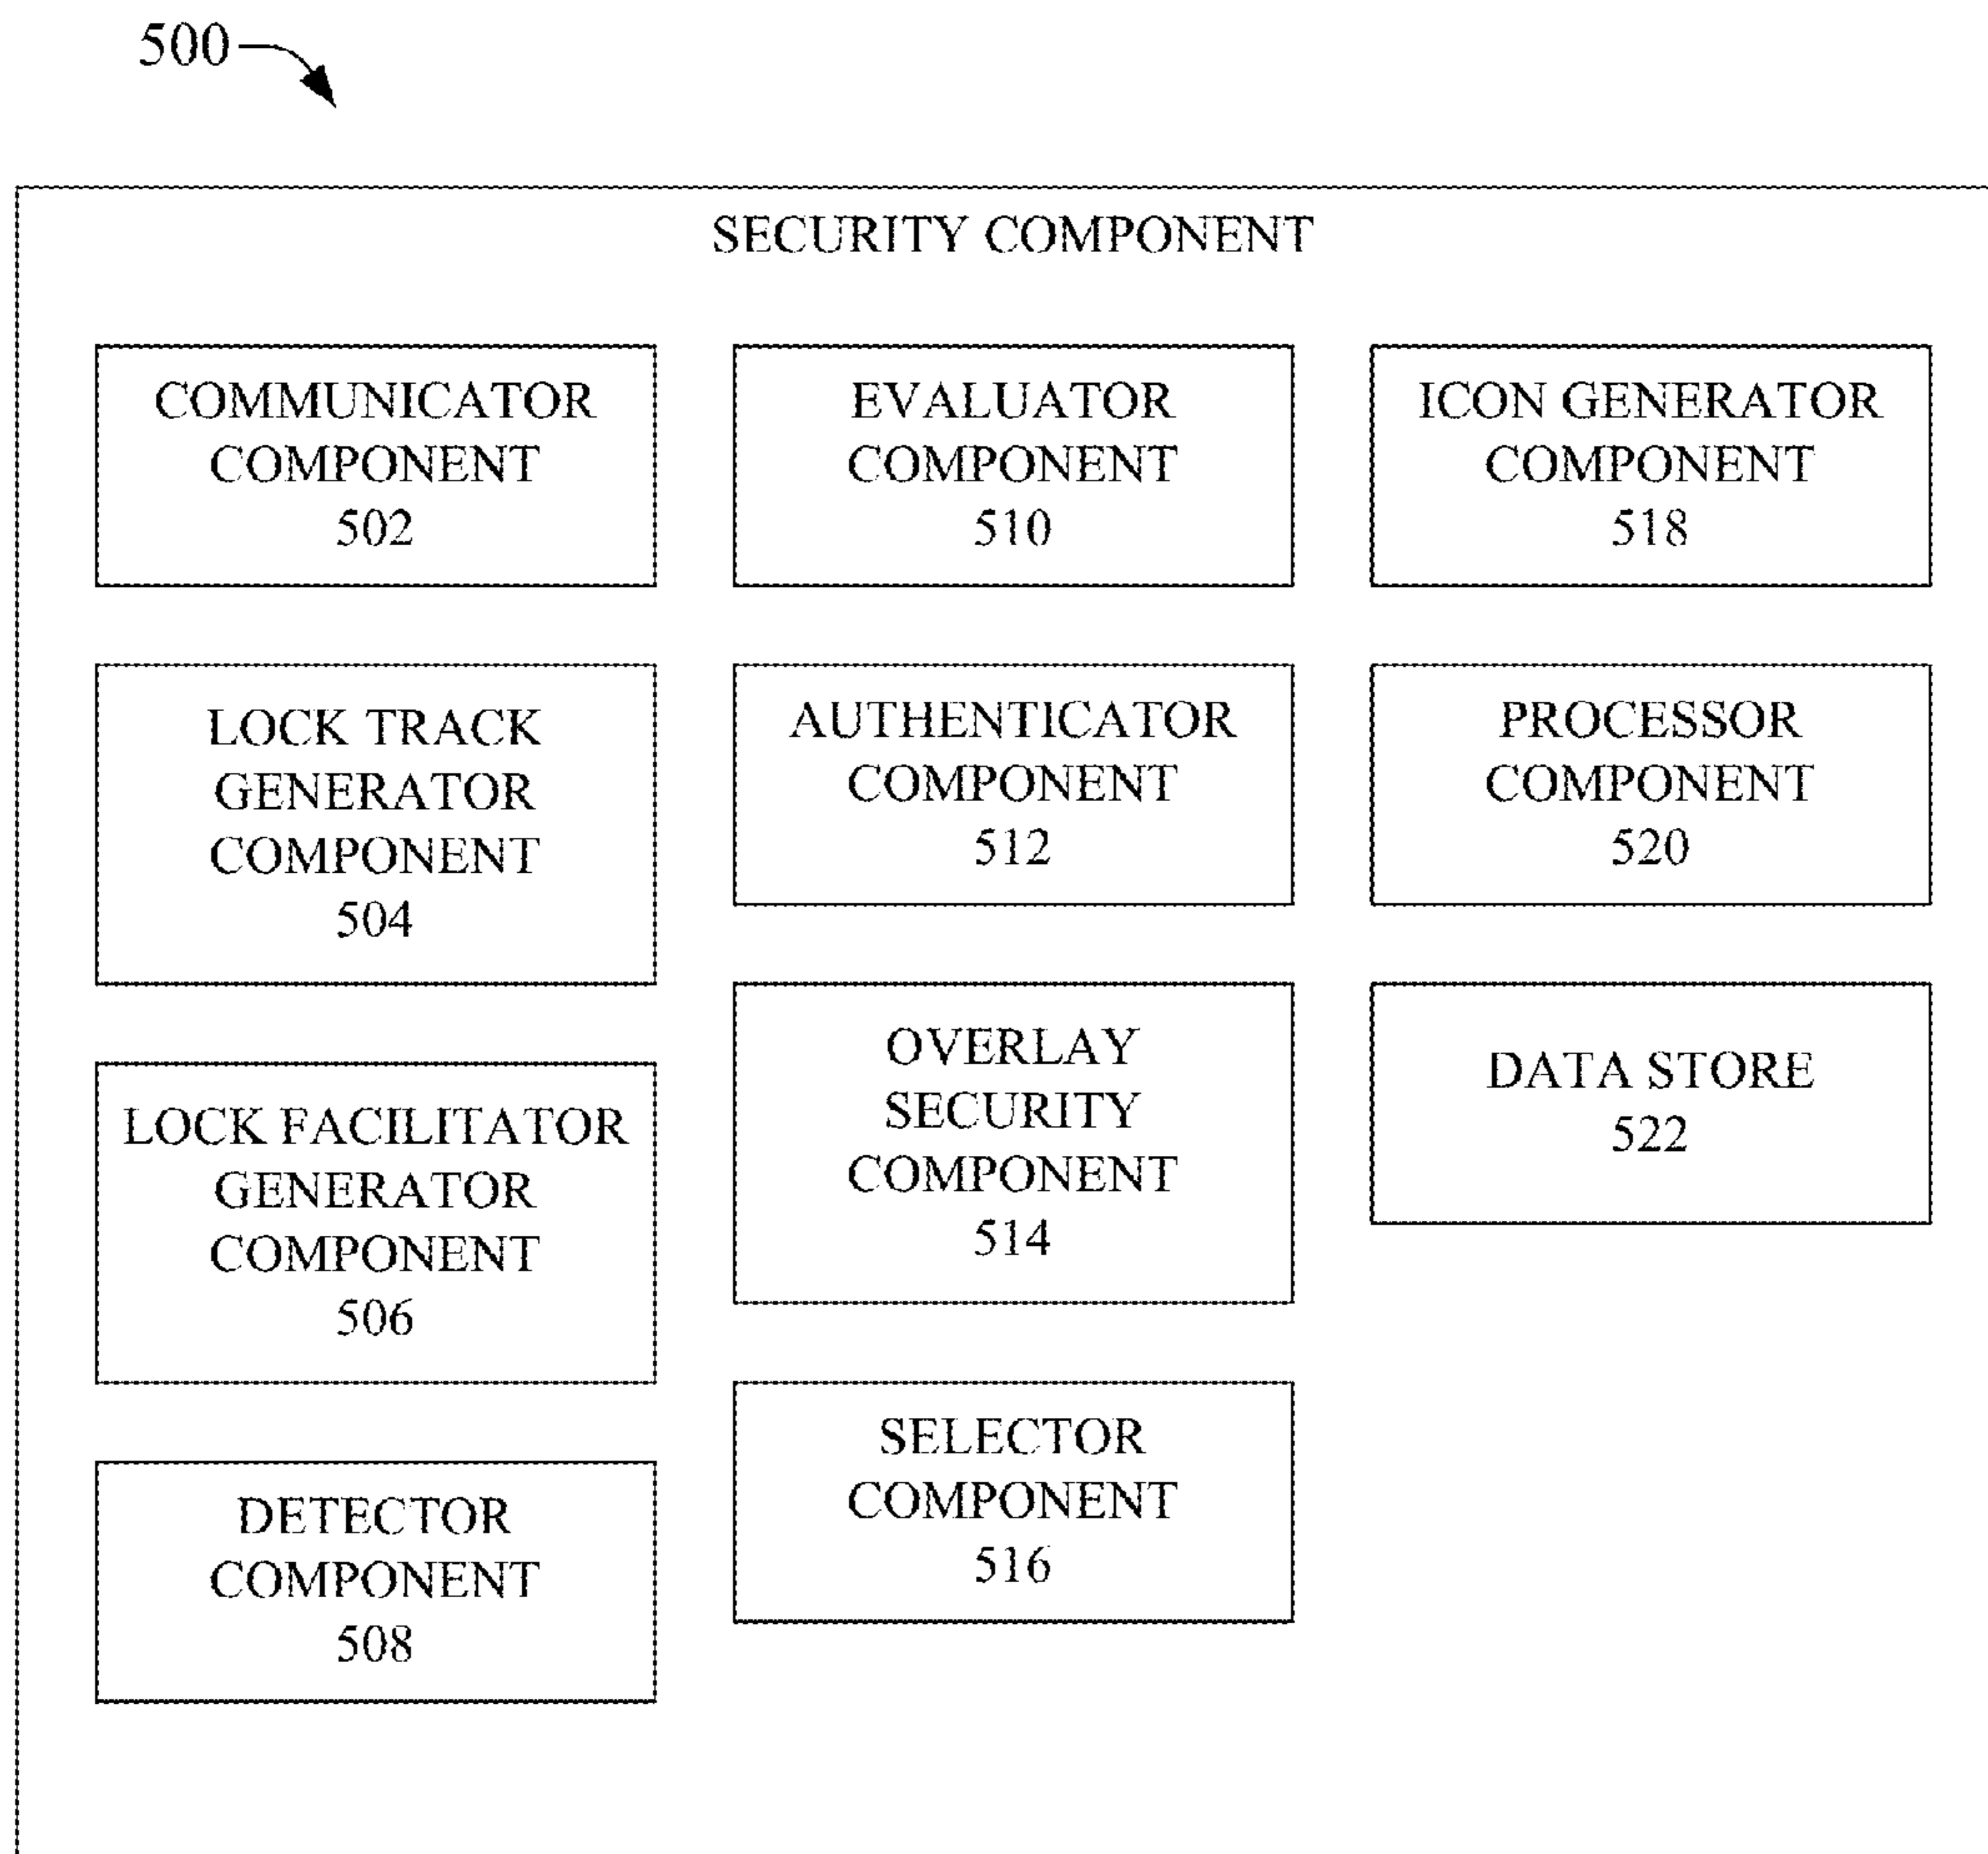 500
SECURITY COMPONENT
COMMUNICATOR
COMPONENT
502
LOCK TRACK
GENERATOR
COMPONENT
504
LOCK FACILITATOR
GENERATOR
COMPONENT
506
DETECTOR
COMPONENT
508
EVALUATOR
COMPONENT
510
AUTHENTICATOR
COMPONENT
512
OVERLAY
SECURITY
COMPONENT
514
SELECTOR
COMPONENT
516
ICON GENERATOR
COMPONENT
518
PROCESSOR
COMPONENT
520
DATA STORE
522